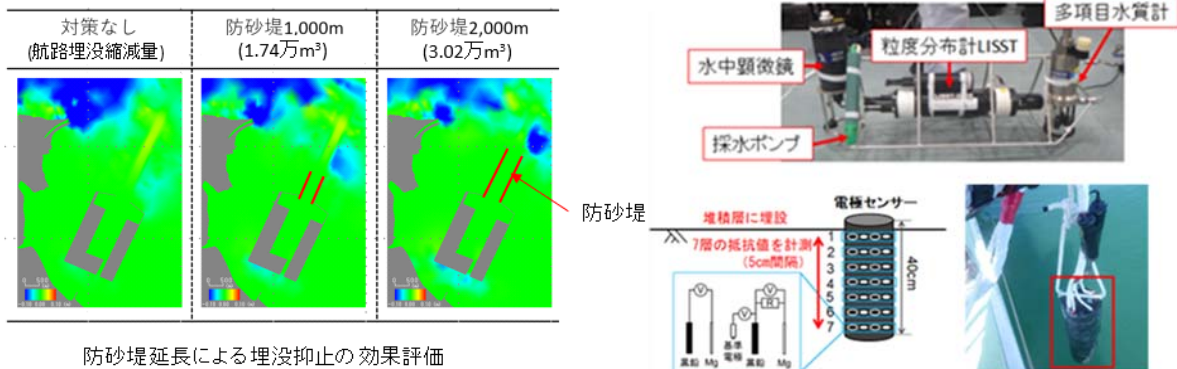 対策なし
(航路埋没縮減量)
防砂堤1,000m
(1.74万m³)
防砂堤2,000m
(3.02万m³)
防砂堤
防砂堤延長による埋没抑止の効果評価
多項目水質計
粒度分布計LISST
水中顕微鏡
採水ポンプ
電極センサー
堆積層に埋設
7層の抵抗値を計測
(5cm間隔)
1
2
3
4
5
6
7
40cm
V
V
V
R
基準
電極
黒鉛 Mg
黒鉛 Mg